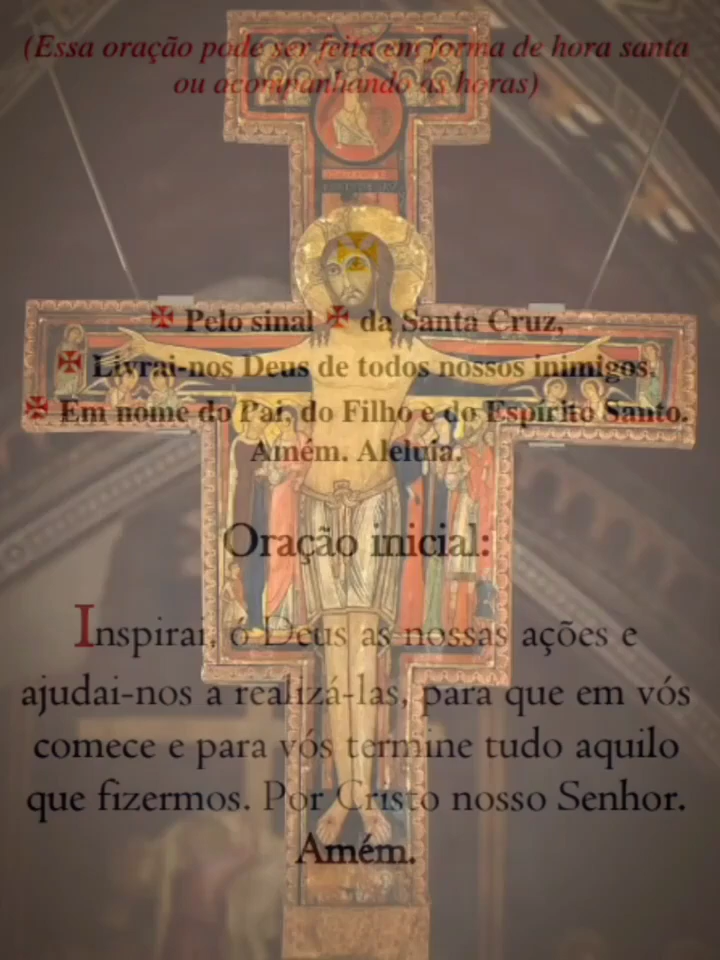 (Essa oração pode ser feita em forma de hora santa
ou acompanhando as horas)
✠ Pelo sinal ✠ da Santa Cruz,
✠ Livrai-nos Deus de todos nossos inimigos,
✠ Em nome do Pai, do Filho e do Espírito Santo.
Amém. Aleluia.
Oração inicial:
Inspirai, ó Deus as nossas ações e
ajudai-nos a realizá-las, para que em vós
comece e para vós termine tudo aquilo
que fizermos. Por Cristo nosso Senhor.
Amém.